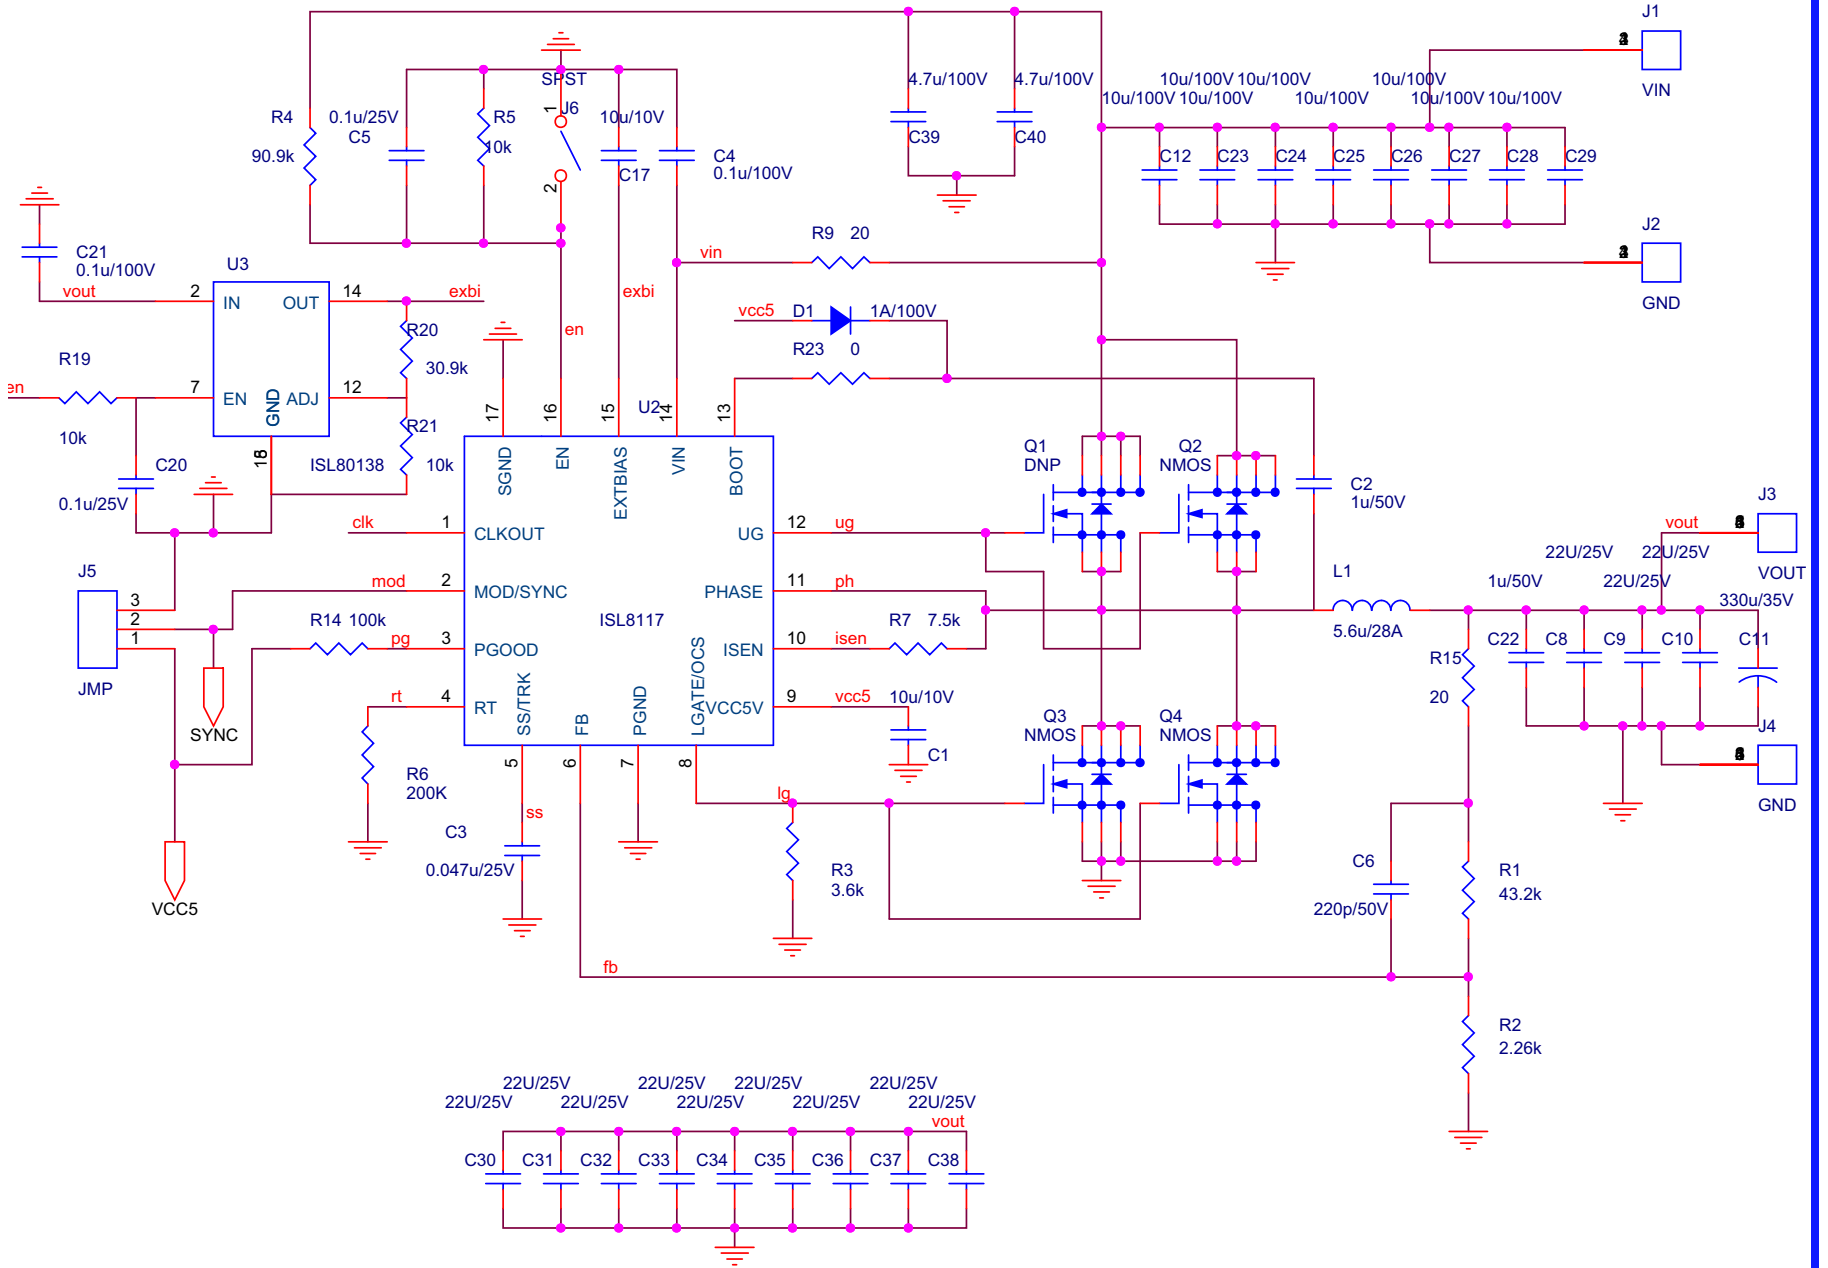 J1
VIN
SPST
J6
1
2
R4
90.9k
0.1u/25V
C5
R5
10k
10u/10V
C17
C4
0.1u/100V
4.7u/100V
4.7u/100V
C39
C40
10u/100V 10u/100V
10u/100V
10u/100V 10u/100V
10u/100V
10u/100V 10u/100V
C12
C23
C24
C25
C26
C27
C28
C29
J2
GND
C21
0.1u/100V
vout
U3
2
IN
OUT
14
exbi
7
EN
ADJ
12
GND
R19
en
10k
C20
0.1u/25V
ISL80138
R20
30.9k
R21
10k
R9 20
vin
exbi
en
vcc5
D1
1A/100V
R23 0
17
16
15
14
13
U2
SGND
EN
EXTBIAS
VIN
BOOT
clk
1
CLKOUT
mod
2
MOD/SYNC
pg
3
PGOOD
rt
4
RT
ISL8117
UG
12
ug
PHASE
11
ph
ISEN
10
isen
VCC5V
9
vcc5
SS/TRK
FB
PGND
LGATE/OCS
5
6
7
8
J5
3
2
1
JMP
SYNC
VCC5
R14 100k
R6
200K
ss
C3
0.047u/25V
R7 7.5k
10u/10V
C1
lg
R3
3.6k
Q1
DNP
Q2
NMOS
Q3
NMOS
Q4
NMOS
C2
1u/50V
L1
5.6u/28A
R15
20
vout
J3
VOUT
22U/25V
22U/25V
1u/50V
22U/25V
330u/35V
C22
C8
C9
C10
C11
J4
GND
C6
220p/50V
R1
43.2k
fb
R2
2.26k
22U/25V
22U/25V
22U/25V
22U/25V
22U/25V
22U/25V
22U/25V
22U/25V
22U/25V
vout
C30
C31
C32
C33
C34
C35
C36
C37
C38